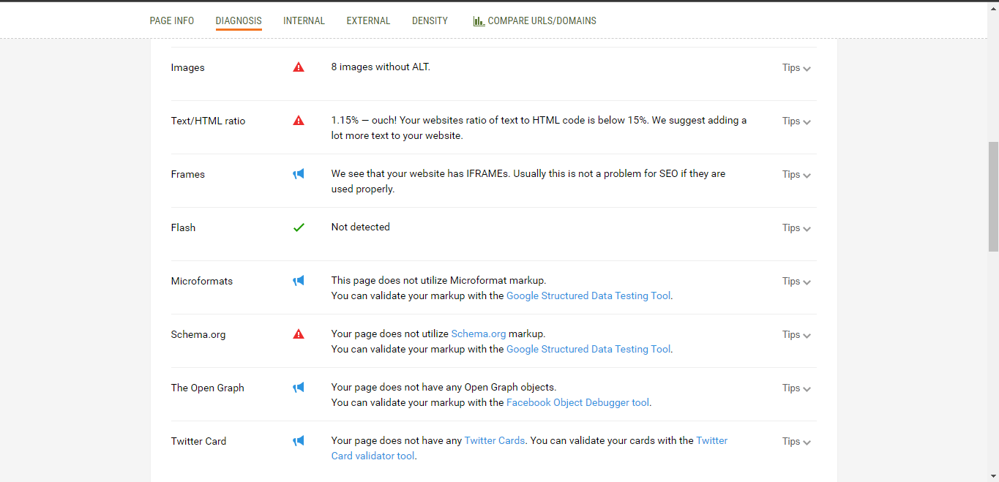 PAGE INFO DIAGNOSIS INTERNAL EXTERNAL DENSITY COMPARE URLS/DOMAINS
Images 8 images without ALT. Tips
Text/HTML ratio 1.15% — ouch! Your websites ratio of text to HTML code is below 15%. We suggest adding a Tips
lot more text to your website.
Frames We see that your website has IFRAMEs. Usually this is not a problem for SEO if they are Tips
used properly.
Flash Not detected Tips
Microformats This page does not utilize Microformat markup. Tips
You can validate your markup with the Google Structured Data Testing Tool.
Schema.org Your page does not utilize Schema.org markup. Tips
You can validate your markup with the Google Structured Data Testing Tool.
The Open Graph Your page does not have any Open Graph objects. Tips
You can validate your markup with the Facebook Object Debugger tool.
Twitter Card Your page does not have any Twitter Cards. You can validate your cards with the Twitter Tips
Card validator tool.